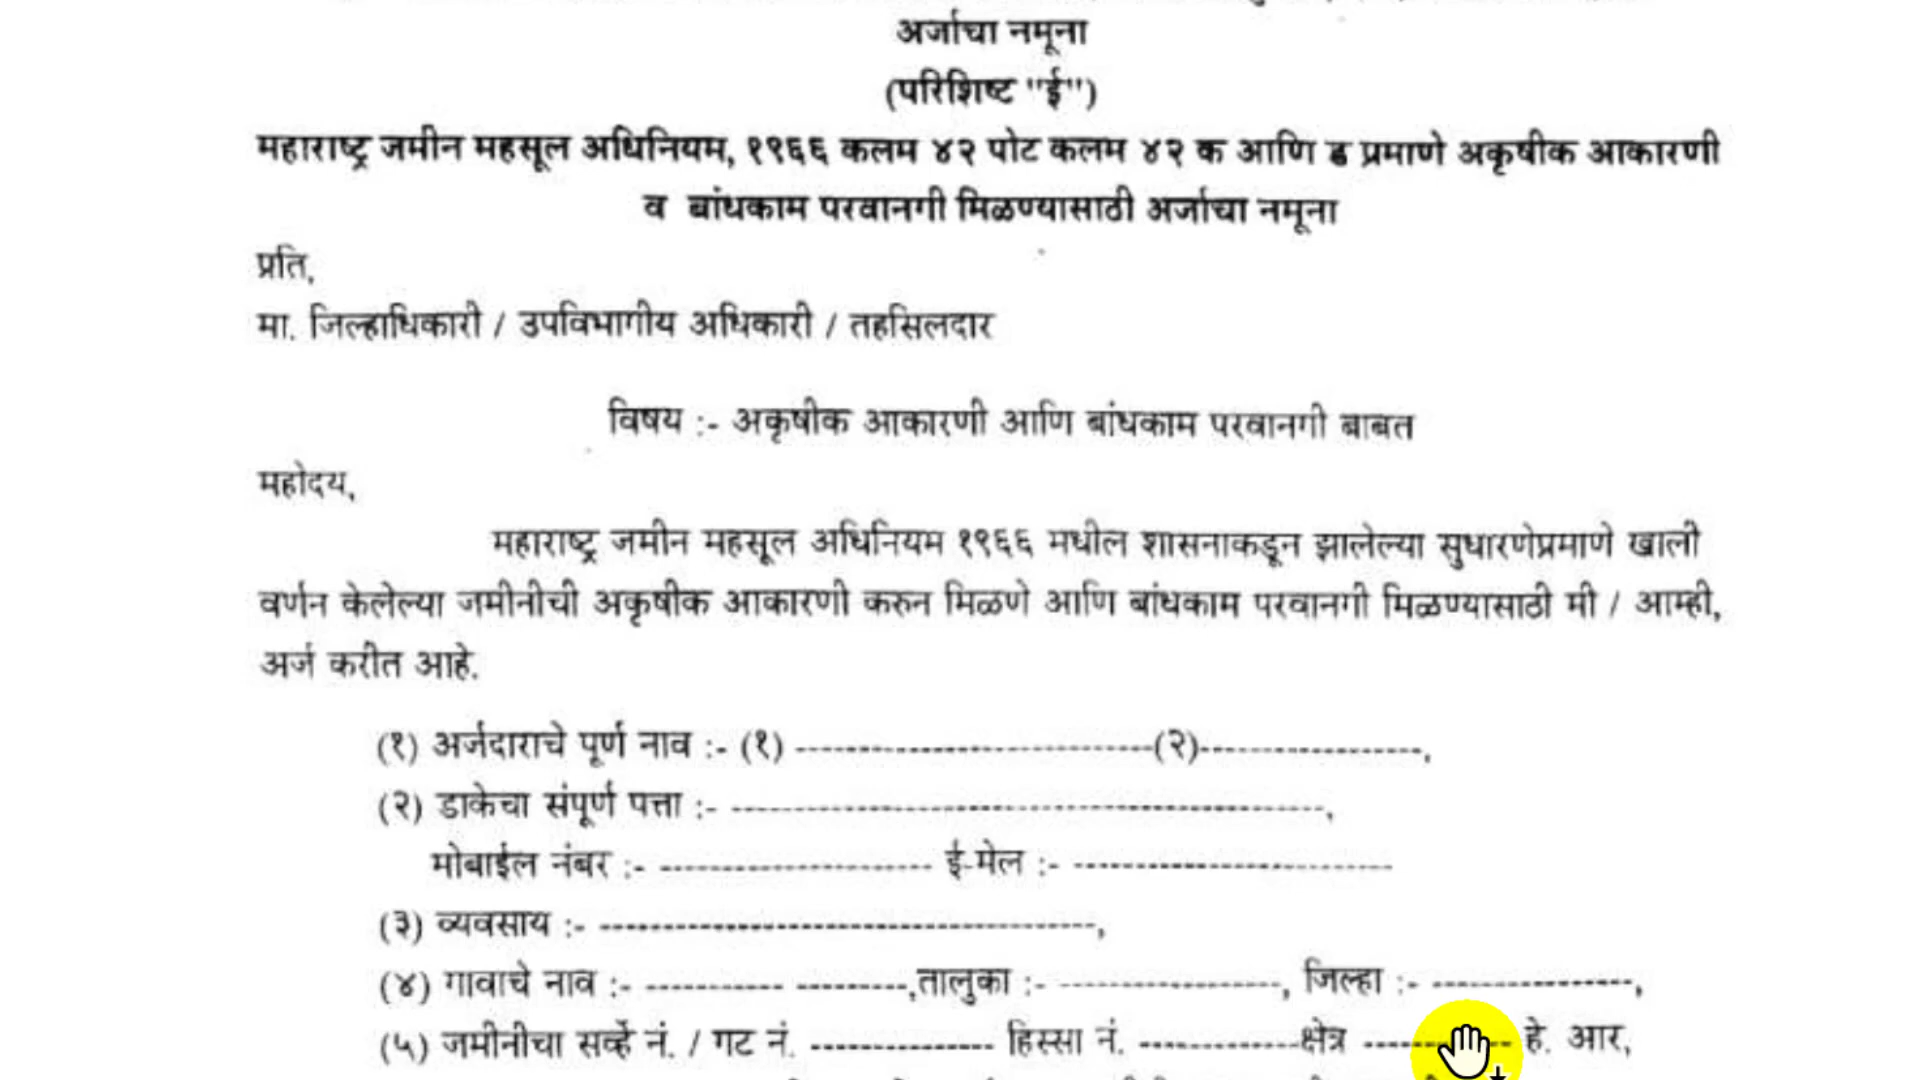 अर्जाचा नमूना
(परिशिष्ट "ई")
महाराष्ट्र जमीन महसूल अधिनियम, १९६६ कलम ४२ पोट कलम ४२ क आणि ड प्रमाणे अकृषीक आकारणी
व बांधकाम परवानगी मिळण्यासाठी अर्जाचा नमूना
प्रति,
मा. जिल्हाधिकारी / उपविभागीय अधिकारी / तहसिलदार
विषय :- अकृषीक आकारणी आणि बांधकाम परवानगी बाबत
महोदय,
महाराष्ट्र जमीन महसूल अधिनियम १९६६ मधील शासनाकडून झालेल्या सुधारणेप्रमाणे खाली
वर्णन केलेल्या जमीनीची अकृषीक आकारणी करुन मिळणे आणि बांधकाम परवानगी मिळण्यासाठी मी / आम्ही,
अर्ज करीत आहे.
(१) अर्जदाराचे पूर्ण नाव :- (१) ----------------------------(२)------------------,
(२) डाकेचा संपूर्ण पत्ता :- -----------------------------------------------,
मोबाईल नंबर :- ---------------------- ई-मेल :- --------------------------
(३) व्यवसाय :- ----------------------------------------,
(४) गावाचे नाव :- ----------- ---------,तालुका :- ------------------, जिल्हा :- ----------------,
(५) जमीनीचा सर्व्हे नं. / गट नं. --------------- हिस्सा नं. -------------क्षेत्र ------------ हे. आर,